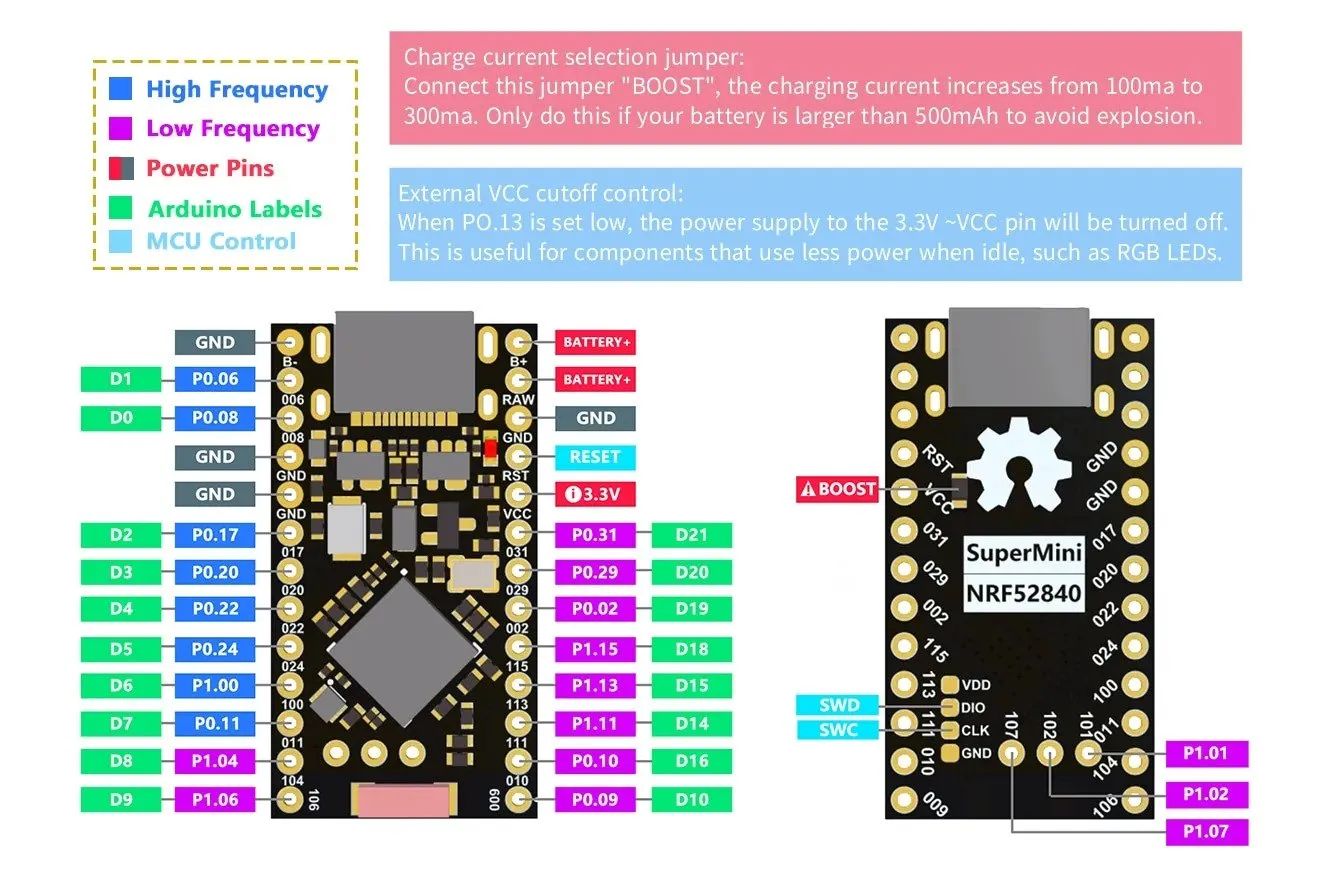 High Frequency
Low Frequency
Power Pins
Arduino Labels
MCU Control
Charge current selection jumper:
Connect this jumper "BOOST", the charging current increases from 100ma to
300ma. Only do this if your battery is larger than 500mAh to avoid explosion.
External VCC cutoff control:
When PO.13 is set low, the power supply to the 3.3V ~VCC pin will be turned off.
This is useful for components that use less power when idle, such as RGB LEDs.
GND
D1 P0.06
D0 P0.08
GND
GND
D2 P0.17
D3 P0.20
D4 P0.22
D5 P0.24
D6 P1.00
D7 P0.11
D8 P1.04
D9 P1.06
B-
006
008
GND
GND
017
020
022
024
100
011
104
106
B+
RAW
GND
RST
VCC
031
029
002
115
113
111
010
009
BATTERY+
BATTERY+
GND
RESET
3.3V
P0.31 D21
P0.29 D20
P0.02 D19
P1.15 D18
P1.13 D15
P1.11 D14
P0.10 D16
P0.09 D10
BOOST
SWD
SWC
RST
VCC
031
029
002
115
113
111
010
009
SuperMini
NRF52840
VDD
DIO
CLK
GND
107
102
101
GND
GND
017
020
022
024
100
011
104
106
P1.01
P1.02
P1.07